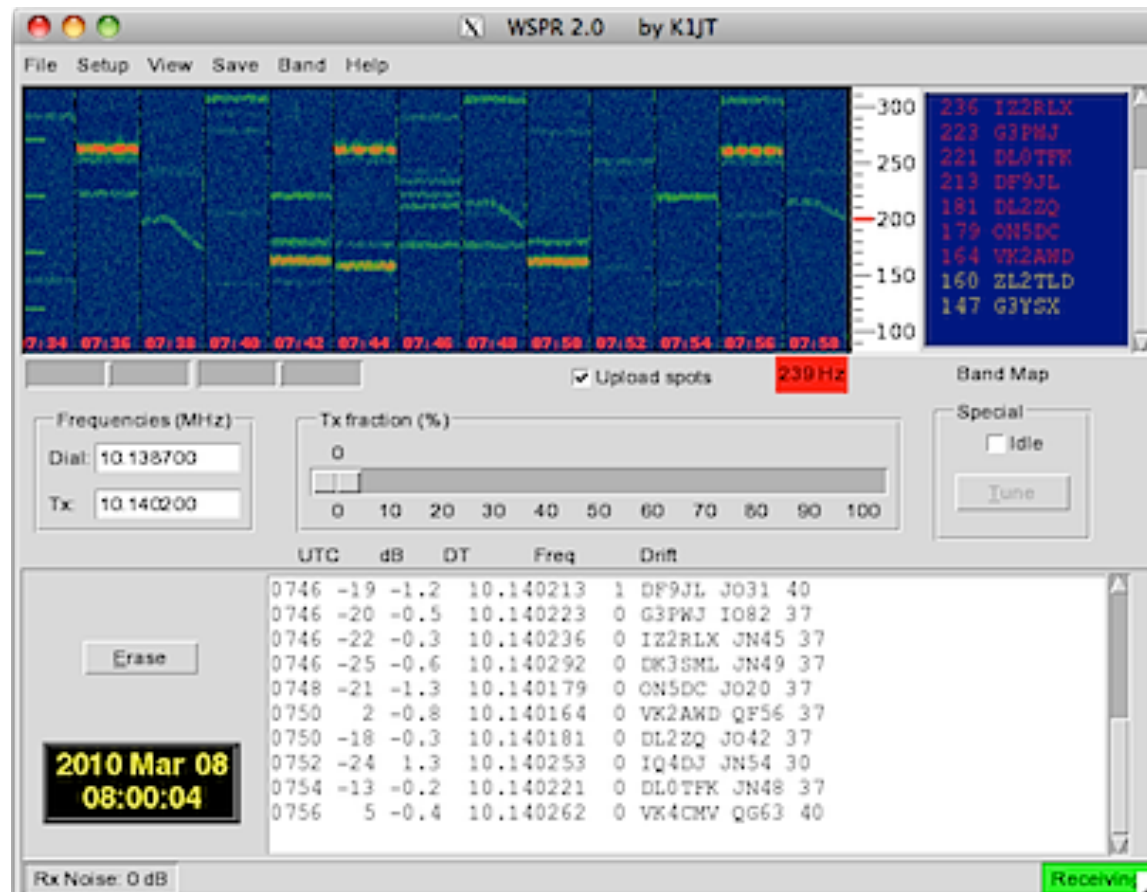 X WSPR 2.0 by K1JT
File Setup View Save Band Help
300
250
200
150
100
236 IZ2RLX
223 G3PWJ
221 DL0TFK
213 DF9JL
181 DL2ZQ
179 ON5DC
164 VK2AWD
160 ZL2TLD
147 G3YSX
07:34 07:36 07:38 07:40 07:42 07:44 07:46 07:48 07:50 07:52 07:54 07:56 07:58
Upload spots
239 Hz
Band Map
Frequencies (MHz)
Dial: 10.138700
Tx: 10.140200
Tx fraction (%)
0
0 10 20 30 40 50 60 70 80 90 100
Special
Idle
Tune
UTC dB DT Freq Drift
0746 -19 -1.2 10.140213 1 DF9JL JO31 40
0746 -20 -0.5 10.140223 0 G3PWJ IO82 37
0746 -22 -0.3 10.140236 0 IZ2RLX JN45 37
0746 -25 -0.6 10.140292 0 DK3SML JN49 37
0748 -21 -1.3 10.140179 0 ON5DC JO20 37
0750 2 -0.8 10.140164 0 VK2AWD QF56 37
0750 -18 -0.3 10.140181 0 DL2ZQ JO42 37
0752 -24 1.3 10.140253 0 IQ4DJ JN54 30
0754 -13 -0.2 10.140221 0 DL0TFK JN48 37
0756 5 -0.4 10.140262 0 VK4CMV QG63 40
Erase
2010 Mar 08
08:00:04
Rx Noise: 0 dB
Receiving